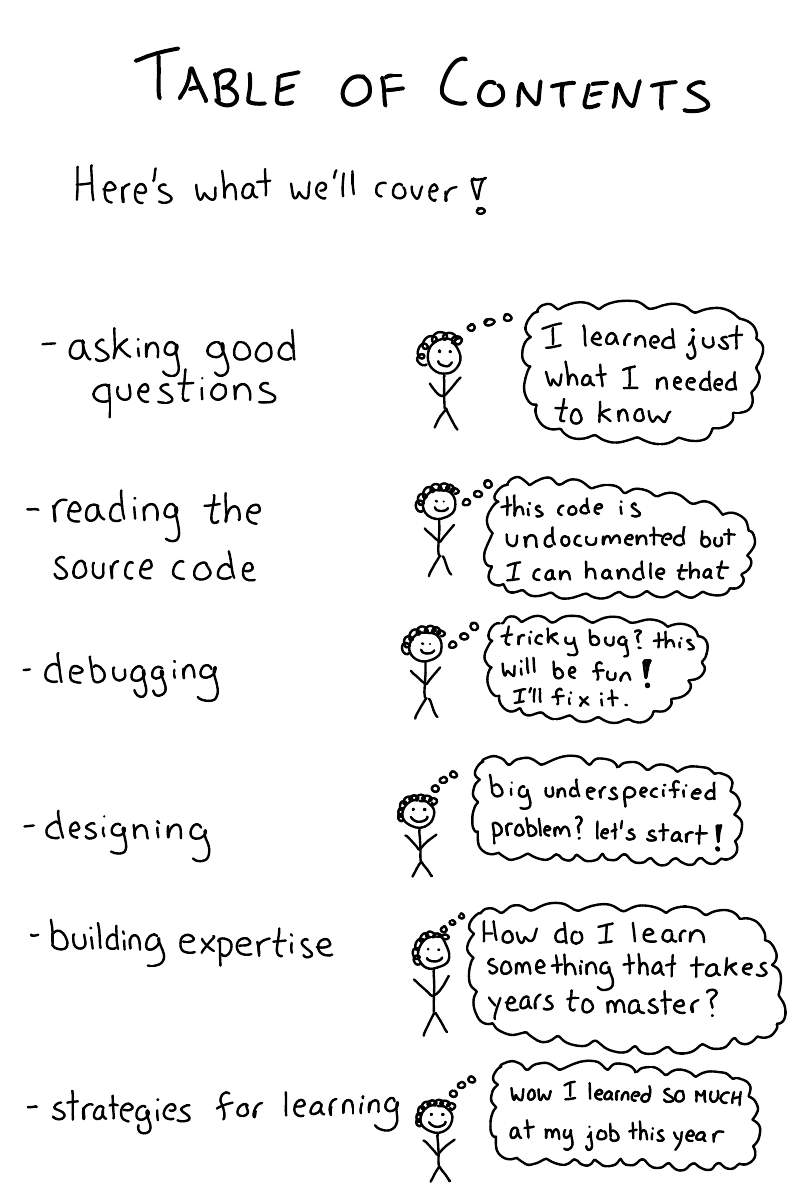 TABLE OF CONTENTS
Here's what we'll cover!
- asking good
questions
I learned just
what I needed
to know
- reading the
source code
this code is
undocumented but
I can handle that
- debugging
tricky bug? this
will be fun!
I'll fix it.
- designing
big underspecified
problem? let's start!
- building expertise
How do I learn
something that takes
years to master?
- strategies for learning
wow I learned SO MUCH
at my job this year